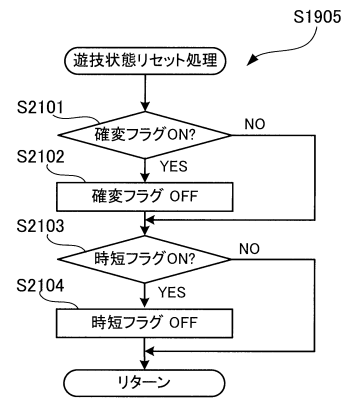 S1905
遊技状態リセット処理
S2101
確変フラグON?
NO
YES
S2102
確変フラグ OFF
S2103
時短フラグON?
NO
YES
S2104
時短フラグ OFF
リターン